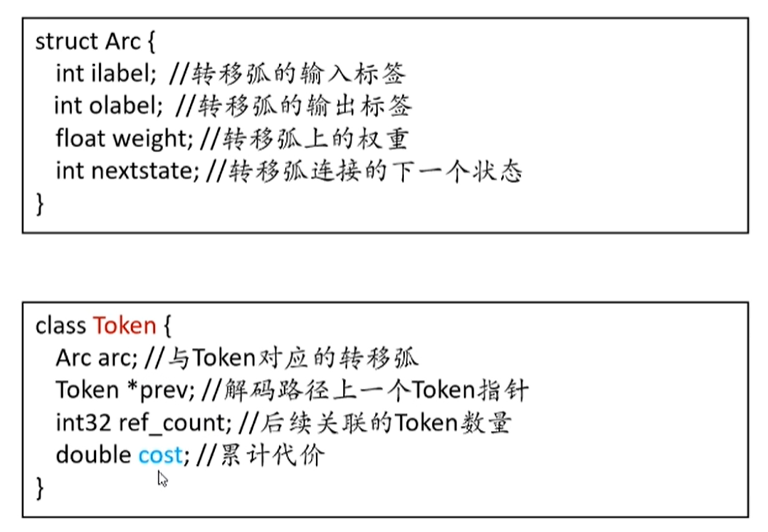 struct Arc {
int ilabel; //转移弧的输入标签
int olabel; //转移弧的输出标签
float weight; //转移弧上的权重
int nextstate; //转移弧连接的下一个状态
}
class Token {
Arc arc; //与Token对应的转移弧
Token *prev; //解码路径上一个Token指针
int32 ref_count; //后续关联的Token数量
double cost; //累计代价
}